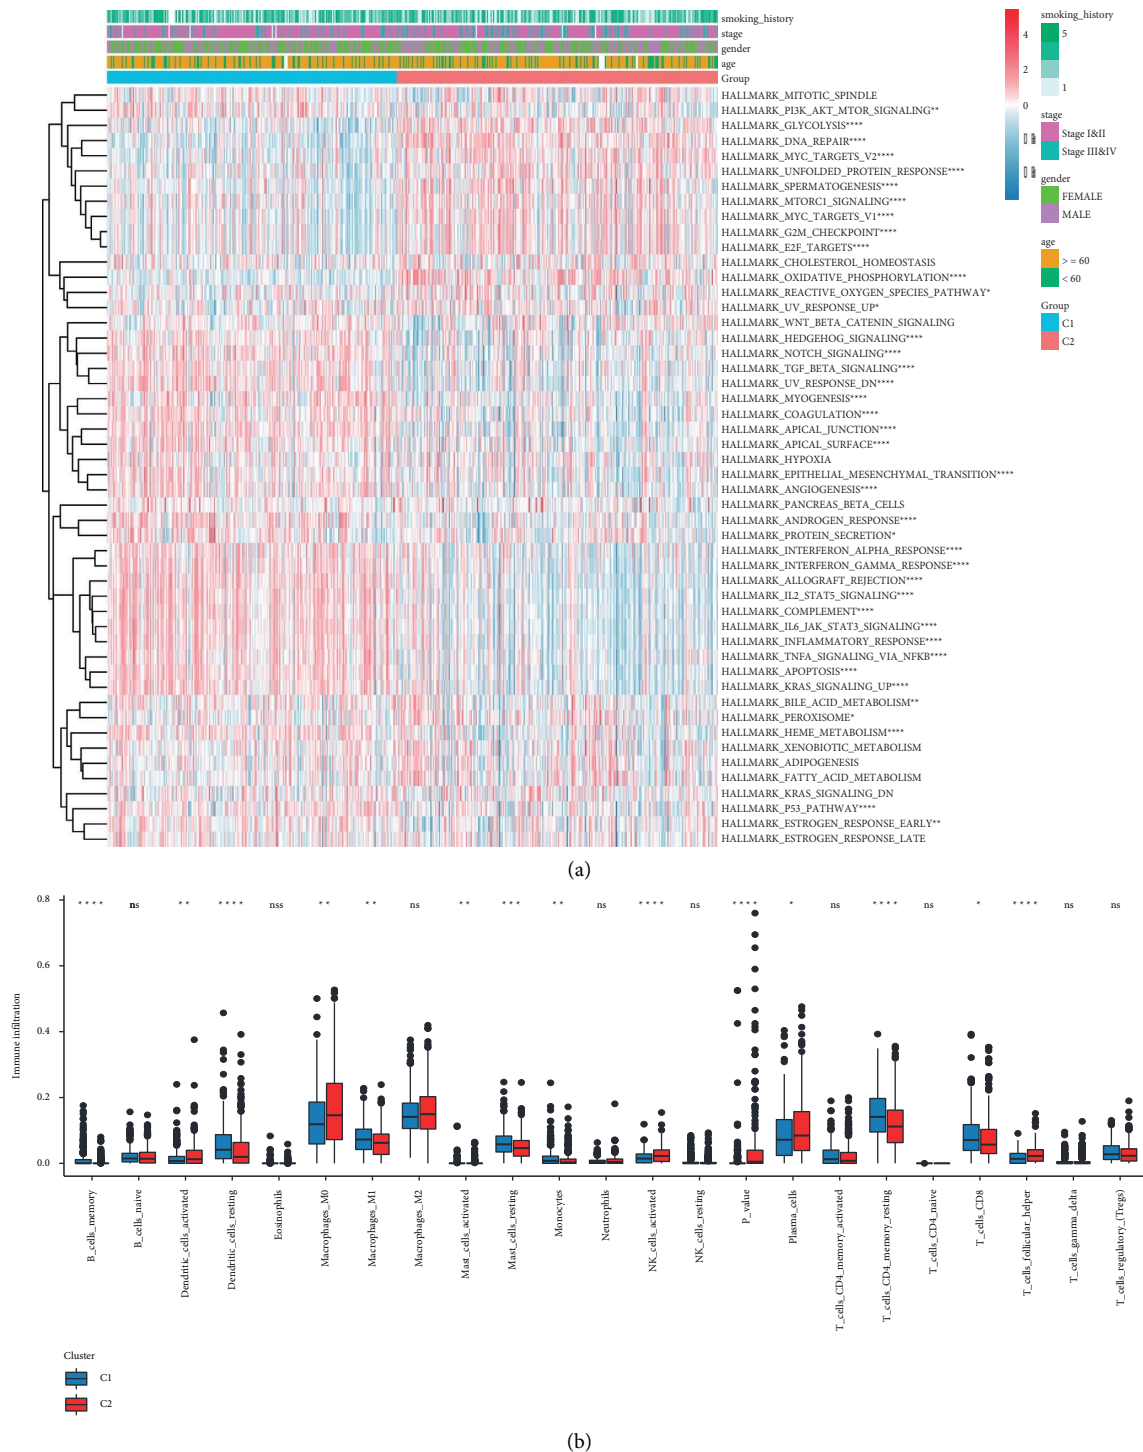 smoking_history
stage
gender
age
Group
HALLMARK_MITOTIC_SPINDLE
HALLMARK_PI3K_AKT_MTOR_SIGNALING**
HALLMARK_GLYCOLYSIS****
HALLMARK_DNA_REPAIR****
HALLMARK_MYC_TARGETS_V2****
HALLMARK_UNFOLDED_PROTEIN_RESPONSE****
HALLMARK_SPERMATOGENESIS****
HALLMARK_MTORC1_SIGNALING****
HALLMARK_MYC_TARGETS_V1****
HALLMARK_G2M_CHECKPOINT****
HALLMARK_E2F_TARGETS****
HALLMARK_CHOLESTEROL_HOMEOSTASIS
HALLMARK_OXIDATIVE_PHOSPHORYLATION****
HALLMARK_REACTIVE_OXYGEN_SPECIES_PATHWAY*
HALLMARK_UV_RESPONSE_UP*
HALLMARK_WNT_BETA_CATENIN_SIGNALING
HALLMARK_HEDGEHOG_SIGNALING****
HALLMARK_NOTCH_SIGNALING****
HALLMARK_TGF_BETA_SIGNALING****
HALLMARK_UV_RESPONSE_DN****
HALLMARK_MYOGENESIS****
HALLMARK_COAGULATION****
HALLMARK_APICAL_JUNCTION****
HALLMARK_APICAL_SURFACE****
HALLMARK_HYPOXIA
HALLMARK_EPITHELIAL_MESENCHYMAL_TRANSITION****
HALLMARK_ANGIOGENESIS****
HALLMARK_PANCREAS_BETA_CELLS
HALLMARK_ANDROGEN_RESPONSE****
HALLMARK_PROTEIN_SECRETION*
HALLMARK_INTERFERON_ALPHA_RESPONSE****
HALLMARK_INTERFERON_GAMMA_RESPONSE****
HALLMARK_ALLOGRAFT_REJECTION****
HALLMARK_IL2_STAT5_SIGNALING****
HALLMARK_COMPLEMENT****
HALLMARK_IL6_JAK_STAT3_SIGNALING****
HALLMARK_INFLAMMATORY_RESPONSE****
HALLMARK_TNFA_SIGNALING_VIA_NFKB****
HALLMARK_APOPTOSIS****
HALLMARK_KRAS_SIGNALING_UP****
HALLMARK_BILE_ACID_METABOLISM**
HALLMARK_PEROXISOME*
HALLMARK_HEME_METABOLISM****
HALLMARK_XENOBIOTIC_METABOLISM
HALLMARK_ADIPOGENESIS
HALLMARK_FATTY_ACID_METABOLISM
HALLMARK_KRAS_SIGNALING_DN
HALLMARK_P53_PATHWAY****
HALLMARK_ESTROGEN_RESPONSE_EARLY**
HALLMARK_ESTROGEN_RESPONSE_LATE
4
2
0
smoking_history
5
1
stage
Stage I&II
Stage III&IV
gender
FEMALE
MALE
age
> = 60
< 60
Group
C1
C2
(a)
**** ns ** **** nss ** ** ns ** *** ** ns **** ns **** * ns **** ns * **** ns ns
0.8
0.6
0.4
0.2
0.0
Immune infiltration
B_cells_memory
B_cells_naive
Dendritic_cells_activated
Dendritic_cells_resting
Eosinophils
Macrophages_M0
Macrophages_M1
Macrophages_M2
Mast_cells_activated
Mast_cells_resting
Monocytes
Neutrophils
NK_cells_activated
NK_cells_resting
P_value
Plasma_cells
T_cells_CD4_memory_activated
T_cells_CD4_memory_resting
T_cells_CD4_naive
T_cells_CD8
T_cells_follicular_helper
T_cells_gamma_delta
T_cells_regulatory_(Tregs)
Cluster
C1
C2
(b)